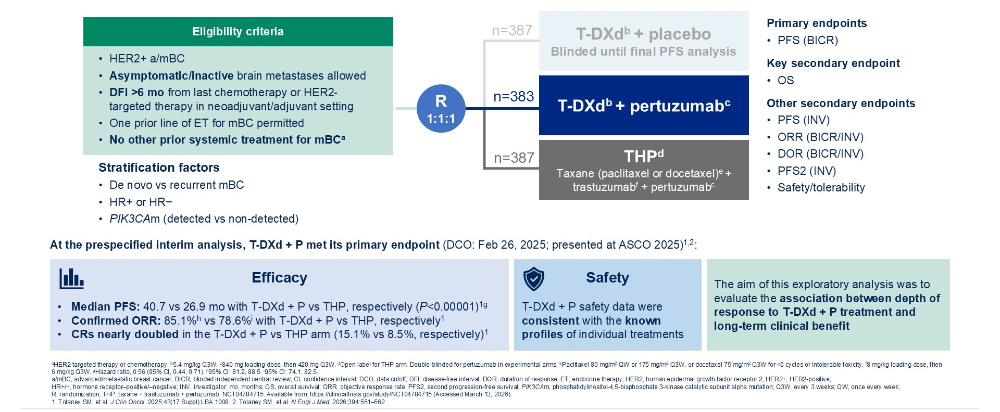 Eligibility criteria
• HER2+ a/mBC
• Asymptomatic/inactive brain metastases allowed
• DFI >6 mo from last chemotherapy or HER2-
targeted therapy in neoadjuvant/adjuvant setting
• One prior line of ET for mBC permitted
• No other prior systemic treatment for mBCᵃ
Stratification factors
• De novo vs recurrent mBC
• HR+ or HR−
• PIK3CAm (detected vs non-detected)
R
1:1:1
n=387
T-DXdᵇ + placebo
Blinded until final PFS analysis
n=383
T-DXdᵇ + pertuzumabᶜ
n=387
THPᵈ
Taxane (paclitaxel or docetaxel)ᵉ +
trastuzumabᶠ + pertuzumabᶜ
Primary endpoints
• PFS (BICR)
Key secondary endpoint
• OS
Other secondary endpoints
• PFS (INV)
• ORR (BICR/INV)
• DOR (BICR/INV)
• PFS2 (INV)
• Safety/tolerability
At the prespecified interim analysis, T-DXd + P met its primary endpoint (DCO: Feb 26, 2025; presented at ASCO 2025)¹,²:
Efficacy
• Median PFS: 40.7 vs 26.9 mo with T-DXd + P vs THP, respectively (P<0.00001)¹ᵍ
• Confirmed ORR: 85.1%ʰ vs 78.6%ⁱ with T-DXd + P vs THP, respectively¹
• CRs nearly doubled in the T-DXd + P vs THP arm (15.1% vs 8.5%, respectively)¹
Safety
T-DXd + P safety data were
consistent with the known
profiles of individual treatments
The aim of this exploratory analysis was to
evaluate the association between depth of
response to T-DXd + P treatment and
long-term clinical benefit
ᵃHER2-targeted therapy or chemotherapy. ᵇ5.4 mg/kg Q3W. ᶜ840 mg loading dose, then 420 mg Q3W. ᵈOpen label for THP arm. Double-blinded for pertuzumab in experimental arms. ᵉPaclitaxel 80 mg/m² QW or 175 mg/m² Q3W, or docetaxel 75 mg/m² Q3W for ≤6 cycles or intolerable toxicity. ᶠ8 mg/kg loading dose, then
6 mg/kg Q3W. ᵍHazard ratio, 0.56 (95% CI, 0.44, 0.71). ʰ95% CI: 81.2, 88.5. ⁱ95% CI: 74.1, 82.5.
a/mBC, advanced/metastatic breast cancer; BICR, blinded independent central review; CI, confidence interval; DCO, data cutoff; DFI, disease-free interval; DOR, duration of response; ET, endocrine therapy; HER2, human epidermal growth factor receptor 2; HER2+, HER2-positive;
HR+/−, hormone receptor–positive/–negative; INV, investigator; mo, months; OS, overall survival; ORR, objective response rate; PFS2, second progression-free survival; PIK3CAm, phosphatidylinositol-4,5-bisphosphate 3-kinase catalytic subunit alpha mutation; Q3W, every 3 weeks; QW, once every week;
R, randomization; THP, taxane + trastuzumab + pertuzumab. NCT04784715. Available from: https://clinicaltrials.gov/study/NCT04784715 (Accessed March 13, 2026).
1. Tolaney SM, et al. J Clin Oncol. 2025;43(17 Suppl):LBA 1008. 2. Tolaney SM, et al. N Engl J Med. 2026;394:551–562.